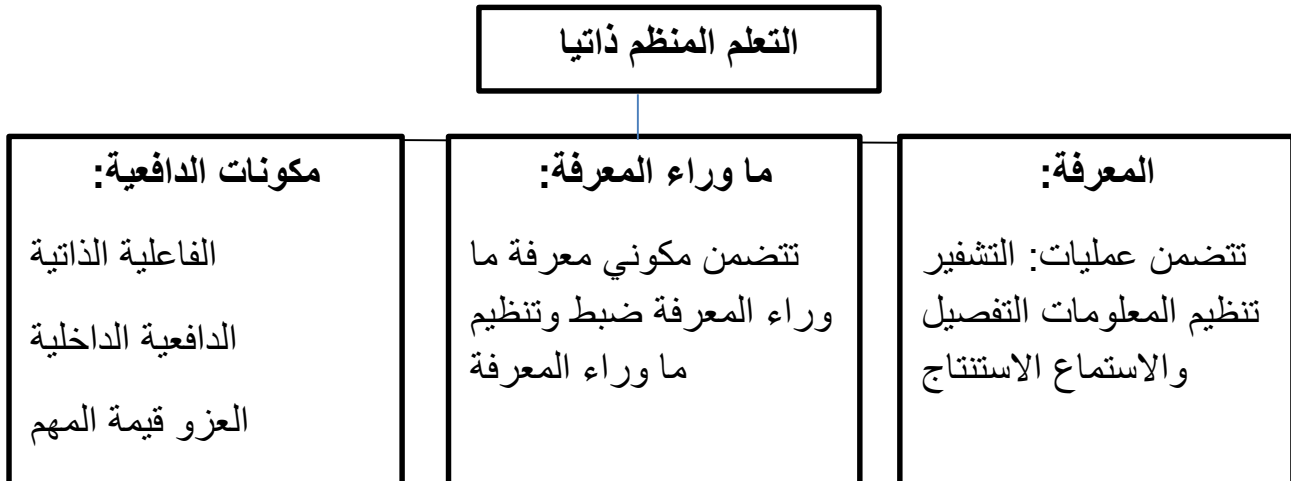 التعلم المنظم ذاتيا
المعرفة:
تتضمن عمليات: التشفير
تنظيم المعلومات التفصيل
والاستماع الاستنتاج
ما وراء المعرفة:
تتضمن مكوني معرفة ما
وراء المعرفة ضبط وتنظيم
ما وراء المعرفة
مكونات الدافعية:
الفاعلية الذاتية
الدافعية الداخلية
العزو قيمة المهم